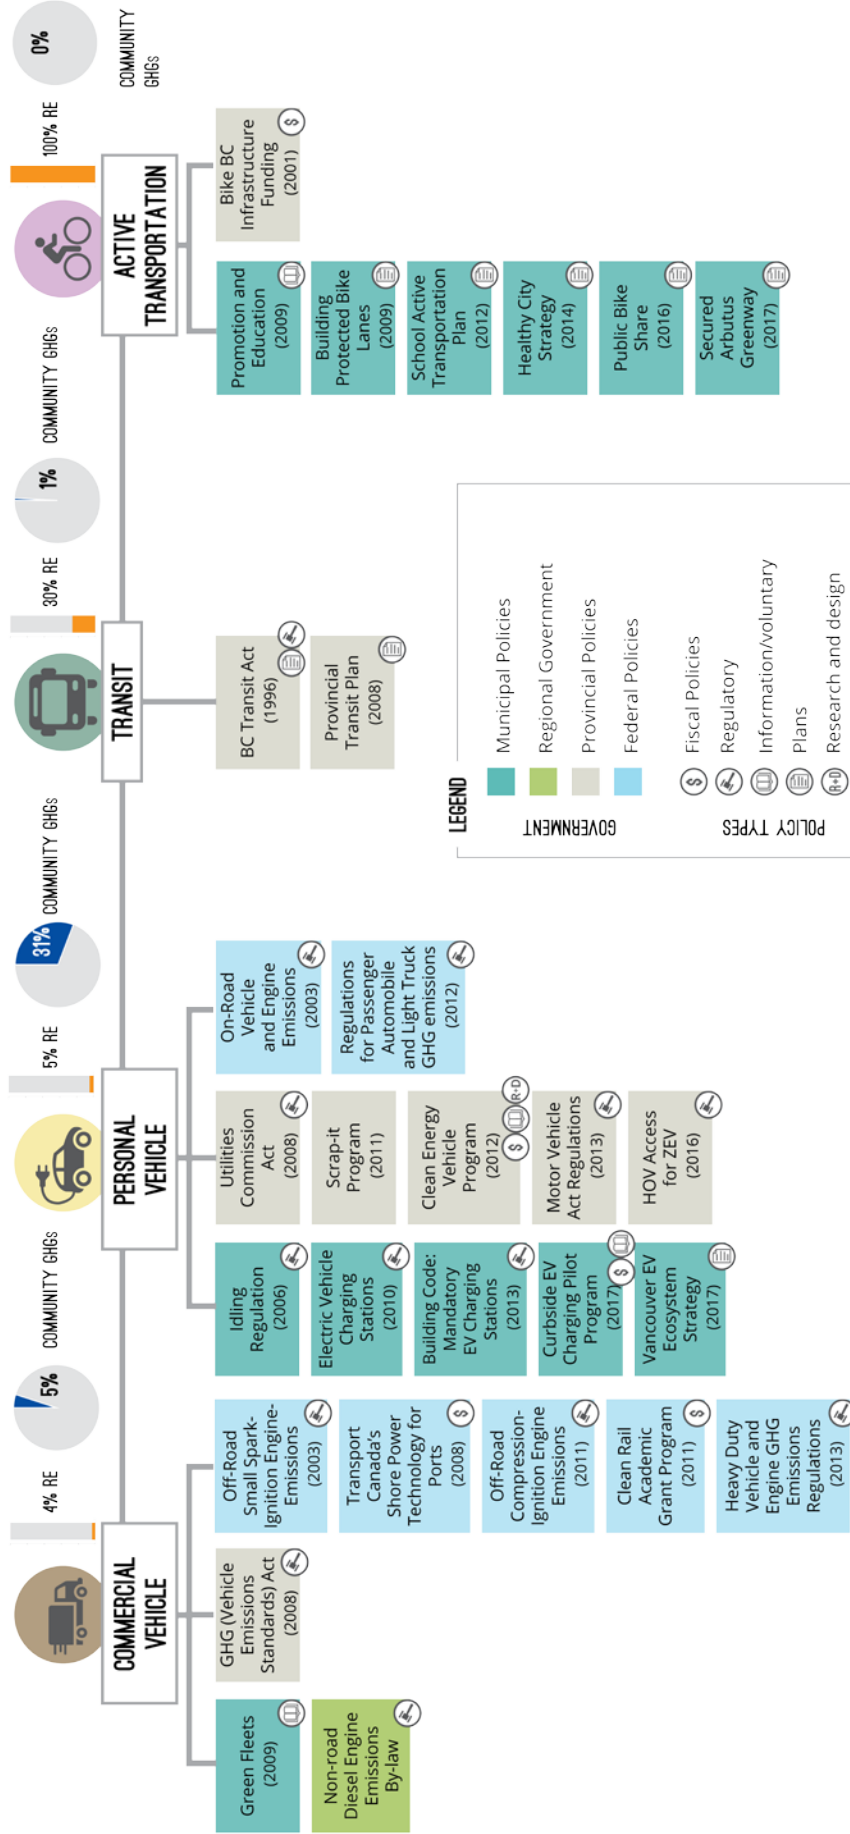 4% RE
5%
COMMUNITY GHGs
COMMERCIAL
VEHICLE
Green Fleets
(2009)
Non-road
Diesel Engine
Emissions
By-law
GHG (Vehicle
Emissions
Standards) Act
(2008)
Off-Road
Small Spark-
Ignition Engine-
Emissions
(2003)
$
Transport
Canada's
Shore Power
Technology for
Ports
(2008)
Off-Road
Compression-
Ignition Engine
Emissions
(2011)
$
Clean Rail
Academic
Grant Program
(2011)
Heavy Duty
Vehicle and
Engine GHG
Emissions
Regulations
(2013)
5% RE
31%
COMMUNITY GHGs
PERSONAL
VEHICLE
Idling
Regulation
(2006)
Electric Vehicle
Charging
Stations
(2010)
Building Code:
Mandatory
EV Charging
Stations
(2013)
Curbside EV
Charging Pilot
Program
(2017)
$
Vancouver EV
Ecosystem
Strategy
(2017)
Utilities
Commission
Act
(2008)
Scrap-it
Program
(2011)
Clean Energy
Vehicle
Program
(2012)
$
R+D
Motor Vehicle
Act Regulations
(2013)
HOV Access
for ZEV
(2016)
On-Road
Vehicle
and Engine
Emissions
(2003)
Regulations
for Passenger
Automobile
and Light Truck
GHG emissions
(2012)
30% RE
1%
COMMUNITY GHGs
TRANSIT
BC Transit Act
(1996)
Provincial
Transit Plan
(2008)
100% RE
0%
COMMUNITY
GHGs
ACTIVE
TRANSPORTATION
Promotion and
Education
(2009)
Building
Protected Bike
Lanes
(2009)
School Active
Transportation
Plan
(2012)
Healthy City
Strategy
(2014)
Public Bike
Share
(2016)
Secured
Arbutus
Greenway
(2017)
Bike BC
Infrastructure
Funding
(2001)
$
LEGEND
GOVERNMENT
Municipal Policies
Regional Government
Provincial Policies
Federal Policies
POLICY TYPES
$ Fiscal Policies
Regulatory
Information/voluntary
Plans
R+D Research and design